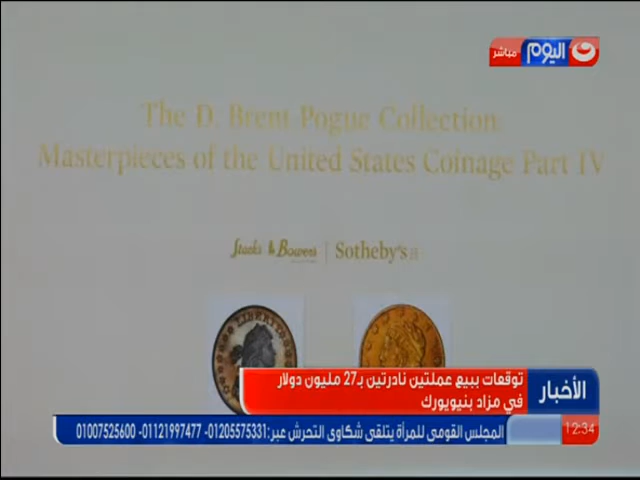 اليوم مباشر
The D. Brent Pogue Collection
Masterpieces of the United States Coinage Part IV
Stack's & Bowers | Sotheby's
LIBERTY
الأخبار
توقعات ببيع عملتين نادرتين بـ27 مليون دولار
في مزاد بنيويورك
12:34
المجلس القومى للمرأة يتلقى شكاوى التحرش عبر:01205575331- 01121997477- 01007525600